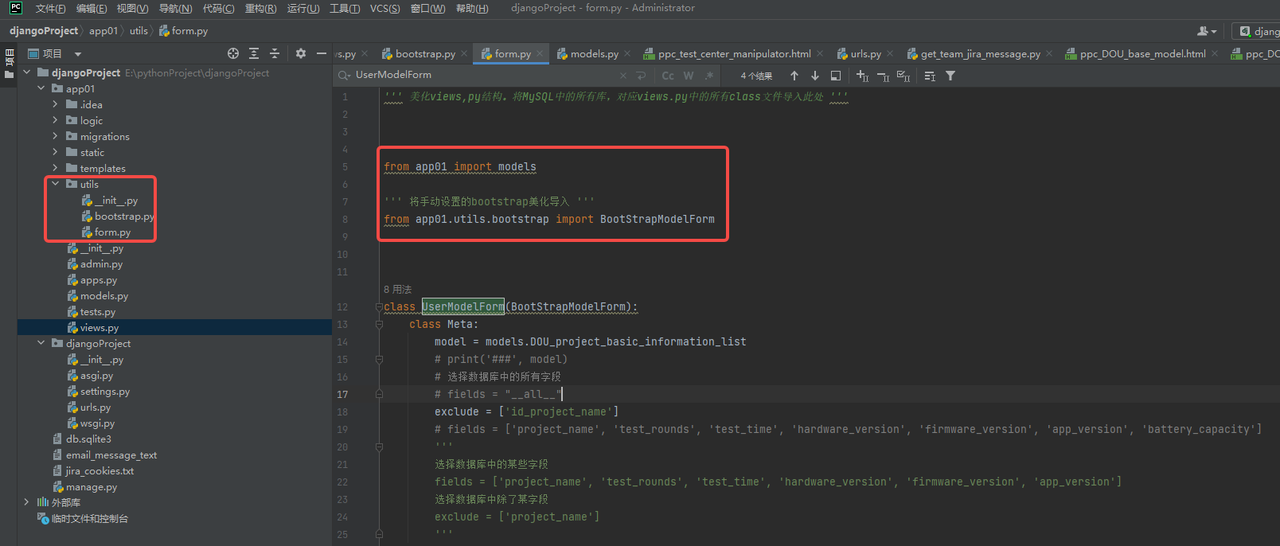 PC 文件(F) 编辑(E) 视图(V) 导航(N) 代码(C) 重构(R) 运行(U) 工具(T) VCS(S) 窗口(W) 帮助(H) djangoProject - form.py - Administrator
djangoProject app01 utils form.py djang
项目
项目
vs.py bootstrap.py form.py models.py ppc_test_center_manipulator.html urls.py get_team_jira_message.py ppc_DOU_base_model.html ppc_DO
UserModelForm Cc W .* 4 个结果
djangoProject E:\pythonProject\djangoProject
app01
.idea
logic
migrations
static
templates
utils
__init__.py
bootstrap.py
form.py
__init__.py
admin.py
apps.py
models.py
tests.py
views.py
djangoProject
__init__.py
asgi.py
settings.py
urls.py
wsgi.py
db.sqlite3
email_message_text
jira_cookies.txt
manage.py
外部库
临时文件和控制台
1 ''' 美化views,py结构，将MySQL中的所有库，对应views.py中的所有class文件导入此处 '''
2
3
4
5 from app01 import models
6
7 ''' 将手动设置的bootstrap美化导入 '''
8 from app01.utils.bootstrap import BootStrapModelForm
9
10
11
8 用法
12 class UserModelForm(BootStrapModelForm):
13 class Meta:
14 model = models.DOU_project_basic_information_list
15 # print('###', model)
16 # 选择数据库中的所有字段
17 # fields = "__all__"
18 exclude = ['id_project_name']
19 # fields = ['project_name', 'test_rounds', 'test_time', 'hardware_version', 'firmware_version', 'app_version', 'battery_capacity']
20 '''
21 选择数据库中的某些字段
22 fields = ['project_name', 'test_rounds', 'test_time', 'hardware_version', 'firmware_version', 'app_version']
23 选择数据库中除了某字段
24 exclude = ['project_name']
25 '''